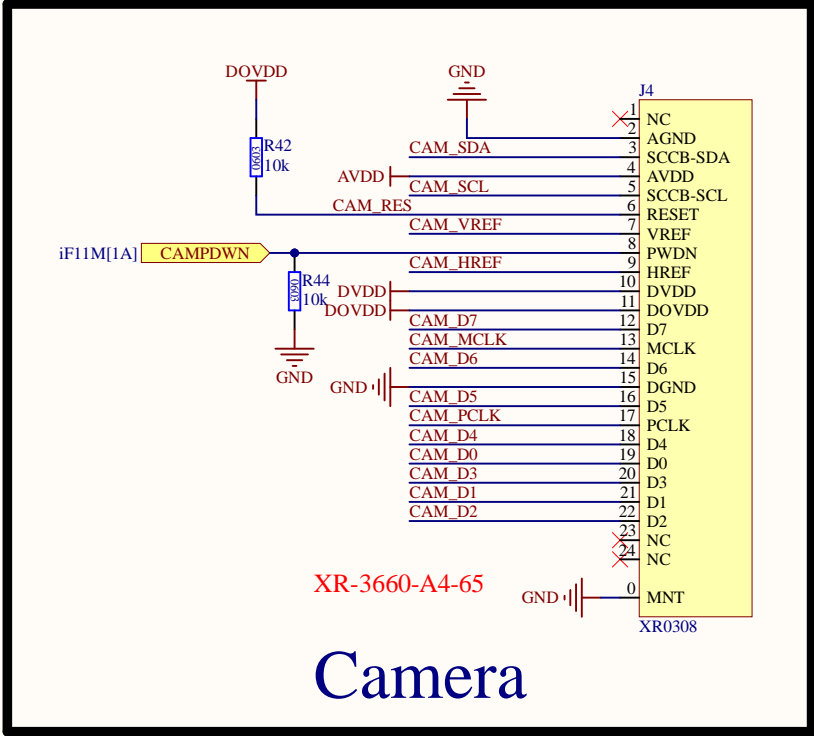 DOVDD
GND
J4
R42
0603
10k
1 NC
2 AGND
CAM_SDA 3 SCCB-SDA
AVDD 4 AVDD
CAM_SCL 5 SCCB-SCL
CAM_RES 6 RESET
CAM_VREF 7 VREF
iF11M[1A] CAMPDWN 8 PWDN
CAM_HREF 9 HREF
R44
0603
10k
DVDD 10 DVDD
DOVDD 11 DOVDD
CAM_D7 12 D7
CAM_MCLK 13 MCLK
CAM_D6 14 D6
GND
GND 15 DGND
CAM_D5 16 D5
CAM_PCLK 17 PCLK
CAM_D4 18 D4
CAM_D0 19 D0
CAM_D3 20 D3
CAM_D1 21 D1
CAM_D2 22 D2
23 NC
24 NC
XR-3660-A4-65
GND 0 MNT
XR0308
Camera